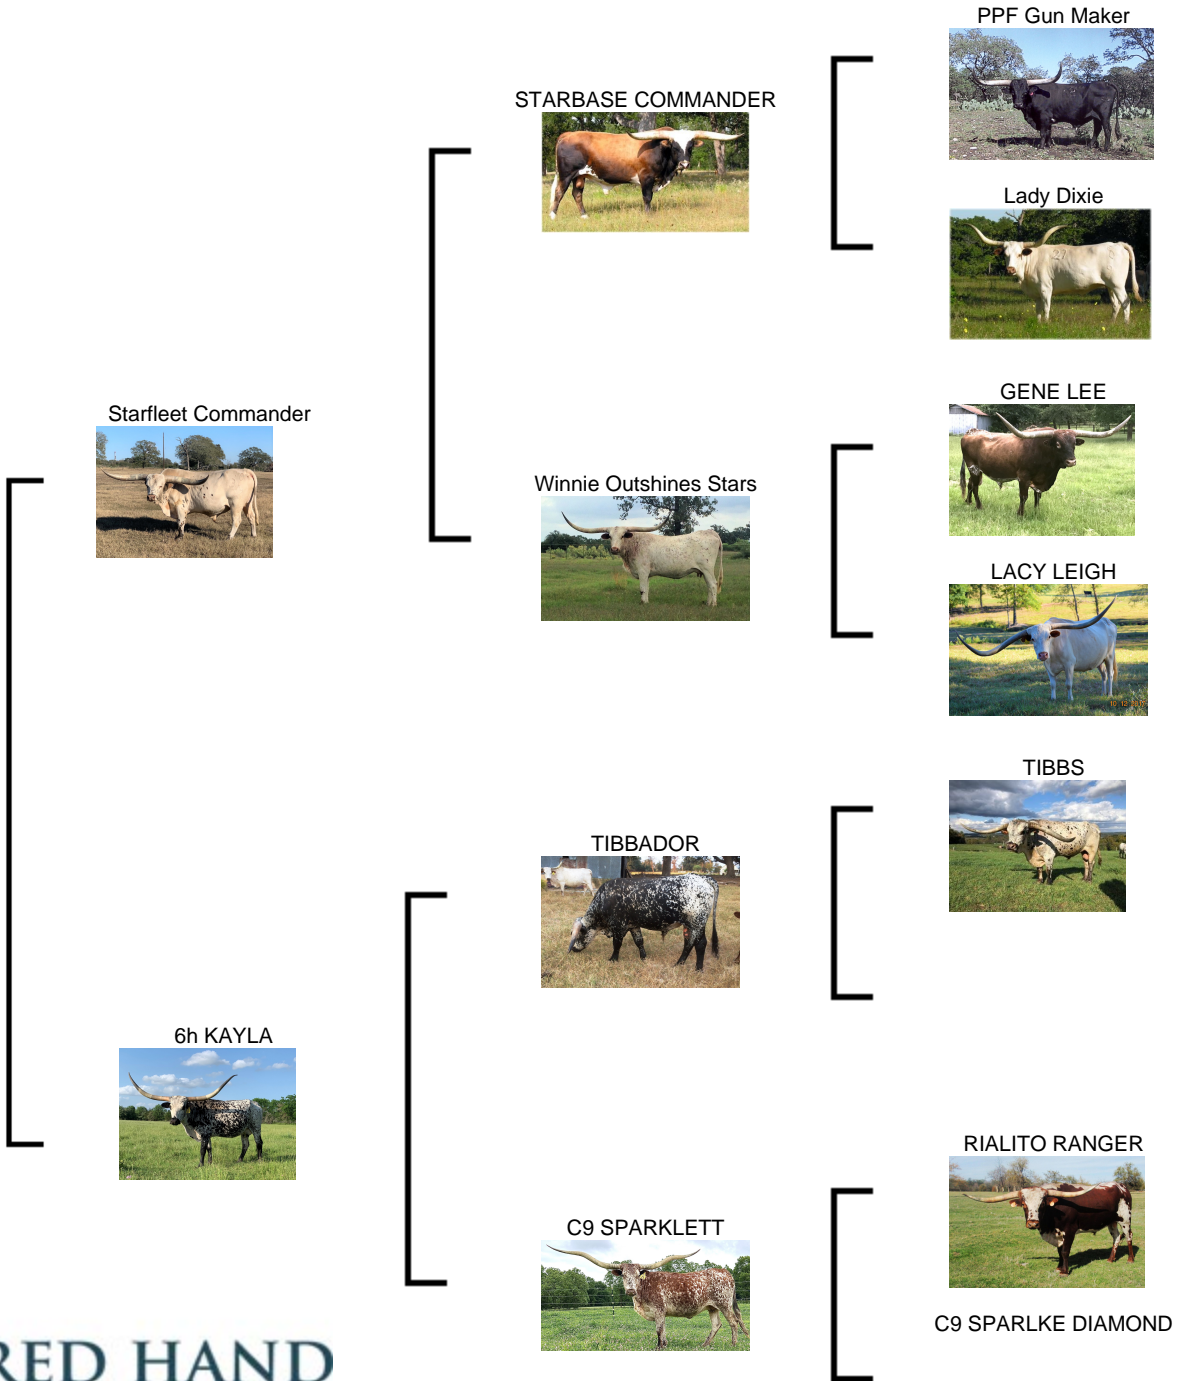 PPF Gun Maker
STARBASE COMMANDER
Lady Dixie
GENE LEE
Starfleet Commander
Winnie Outshines Stars
LACY LEIGH
TIBBS
TIBBADOR
6h KAYLA
RIALITO RANGER
C9 SPARKLETT
C9 SPARLKE DIAMOND
RED HAND